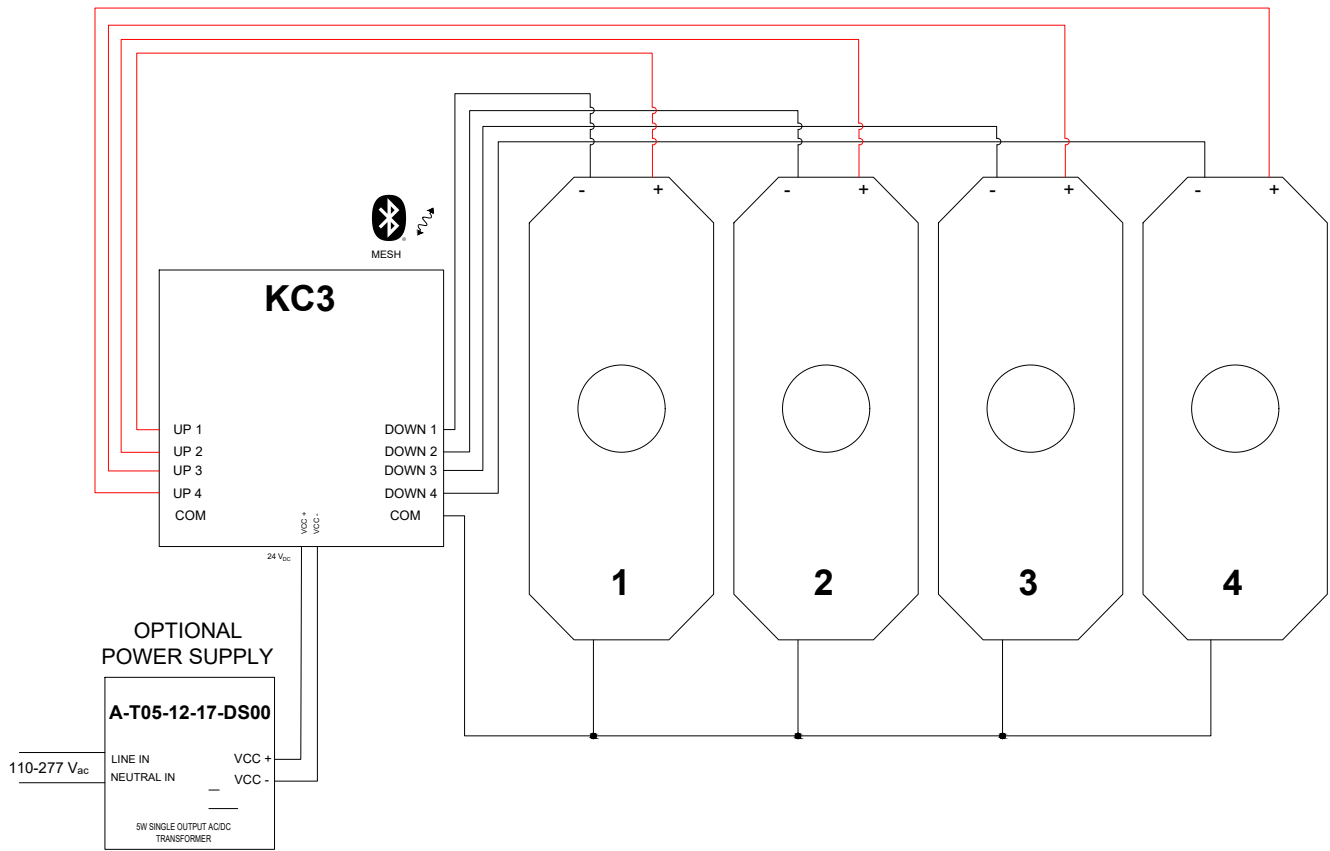 - +
- +
- +
- +
MESH
KC3
UP 1
UP 2
UP 3
UP 4
COM
DOWN 1
DOWN 2
DOWN 3
DOWN 4
COM
VCC +
VCC -
24 VDC
1
2
3
4
OPTIONAL
POWER SUPPLY
A-T05-12-17-DS00
LINE IN
NEUTRAL IN
VCC +
VCC -
110-277 Vac
5W SINGLE OUTPUT AC/DC
TRANSFORMER